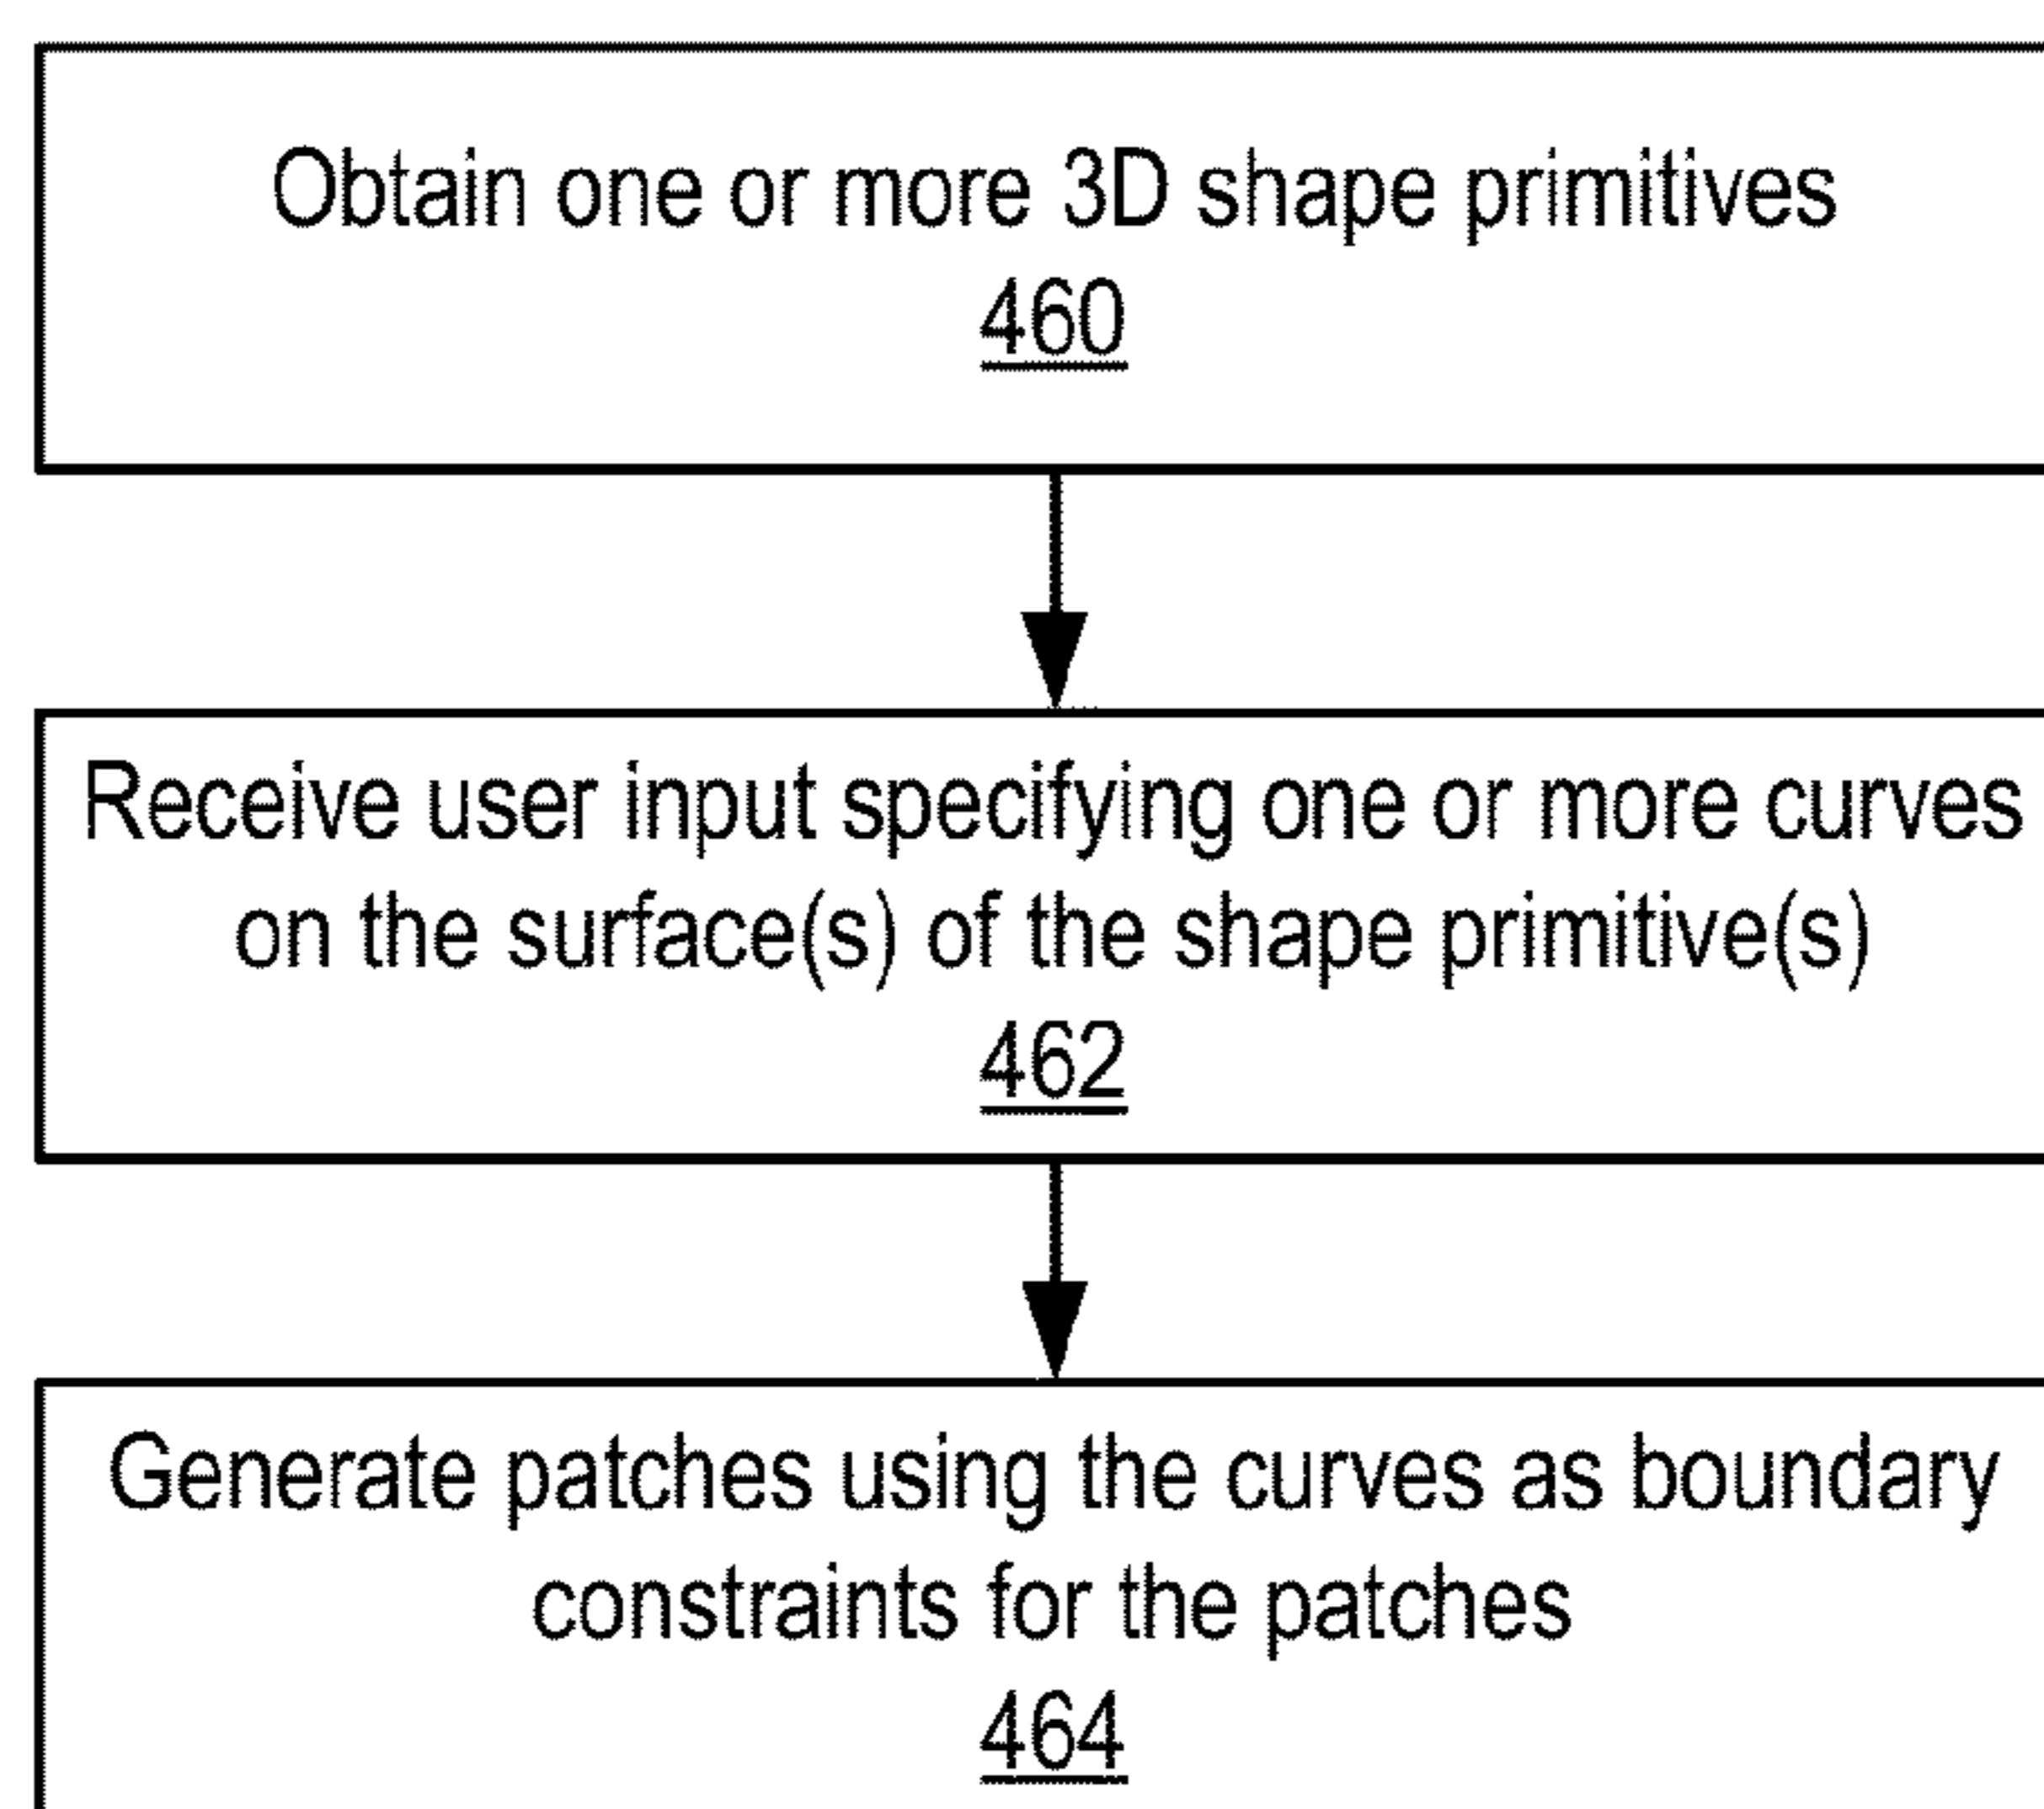 Obtain one or more 3D shape primitives
460
Receive user input specifying one or more curves
on the surface(s) of the shape primitive(s)
462
Generate patches using the curves as boundary
constraints for the patches
464